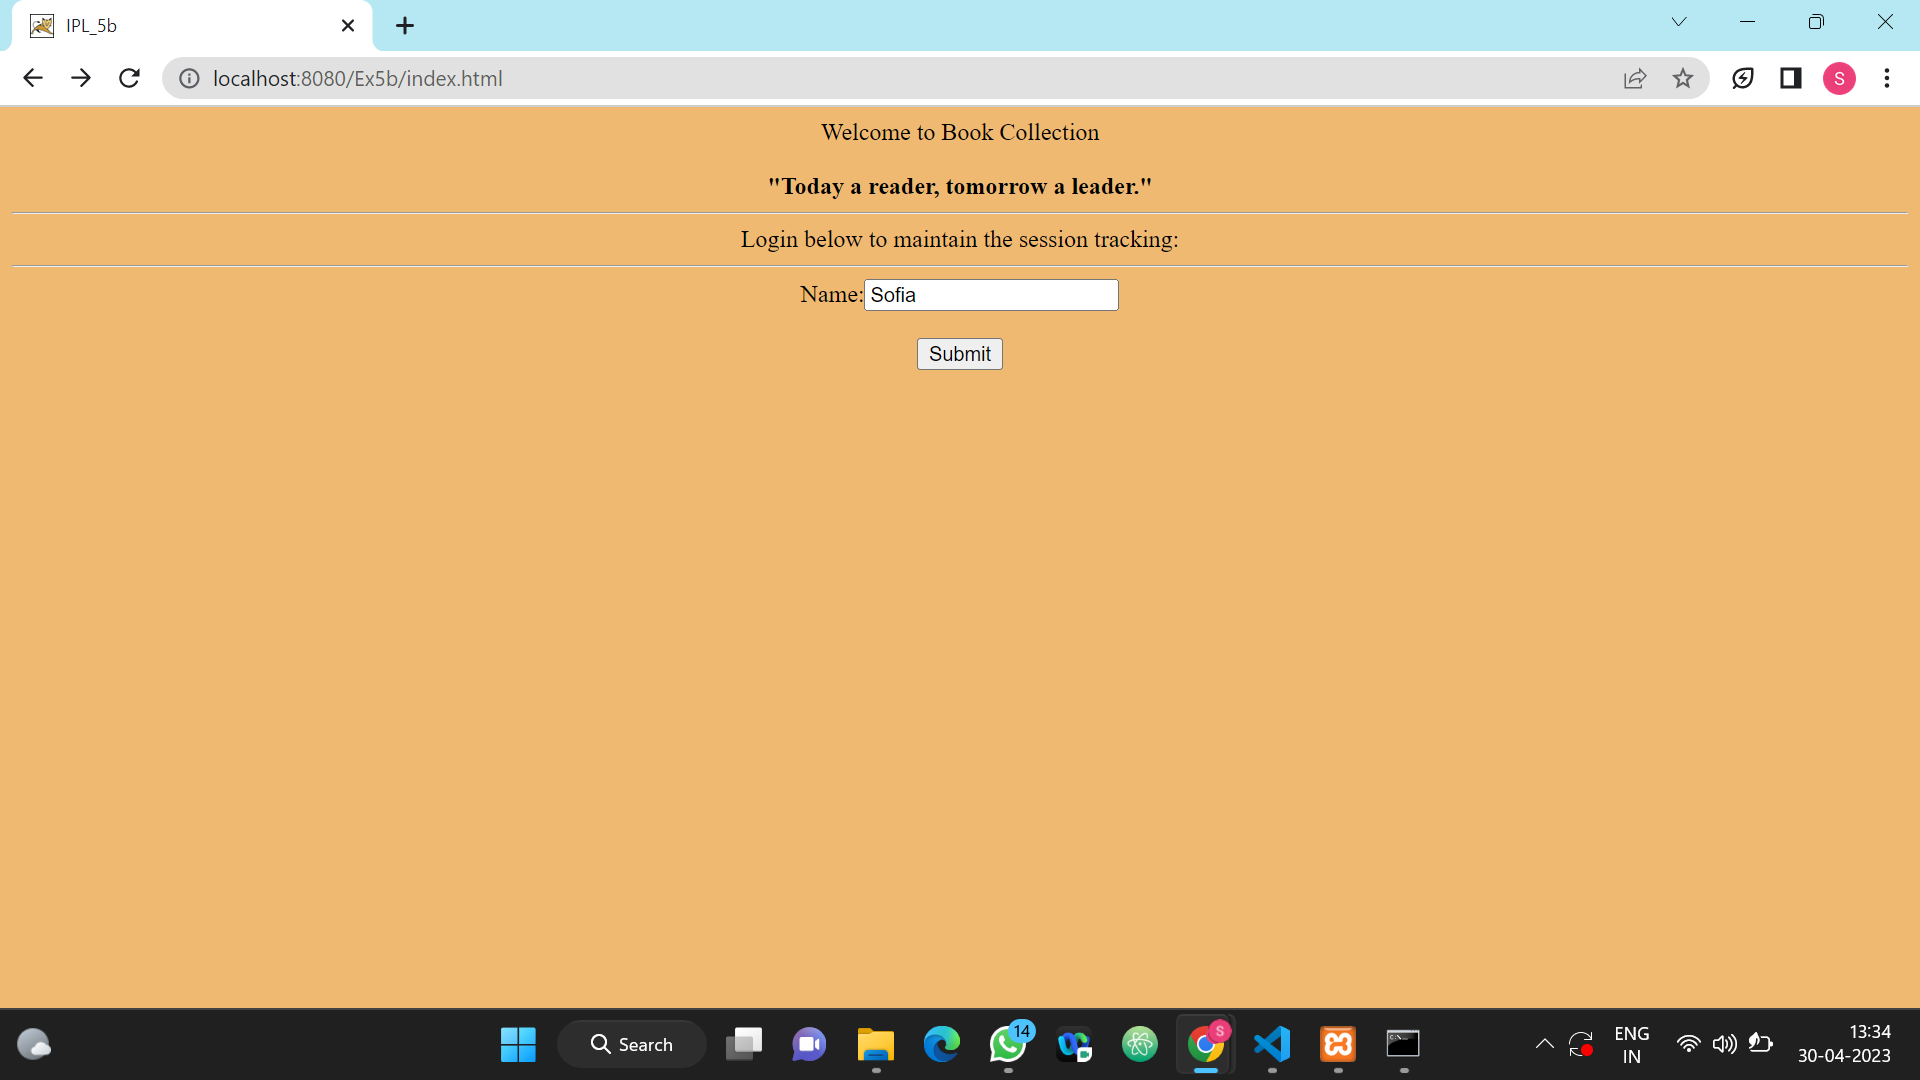 IPL_5b
localhost:8080/Ex5b/index.html
S
Welcome to Book Collection
"Today a reader, tomorrow a leader."
Login below to maintain the session tracking:
Name: Sofia
Submit
Search
14
S
ENG
IN
13:34
30-04-2023